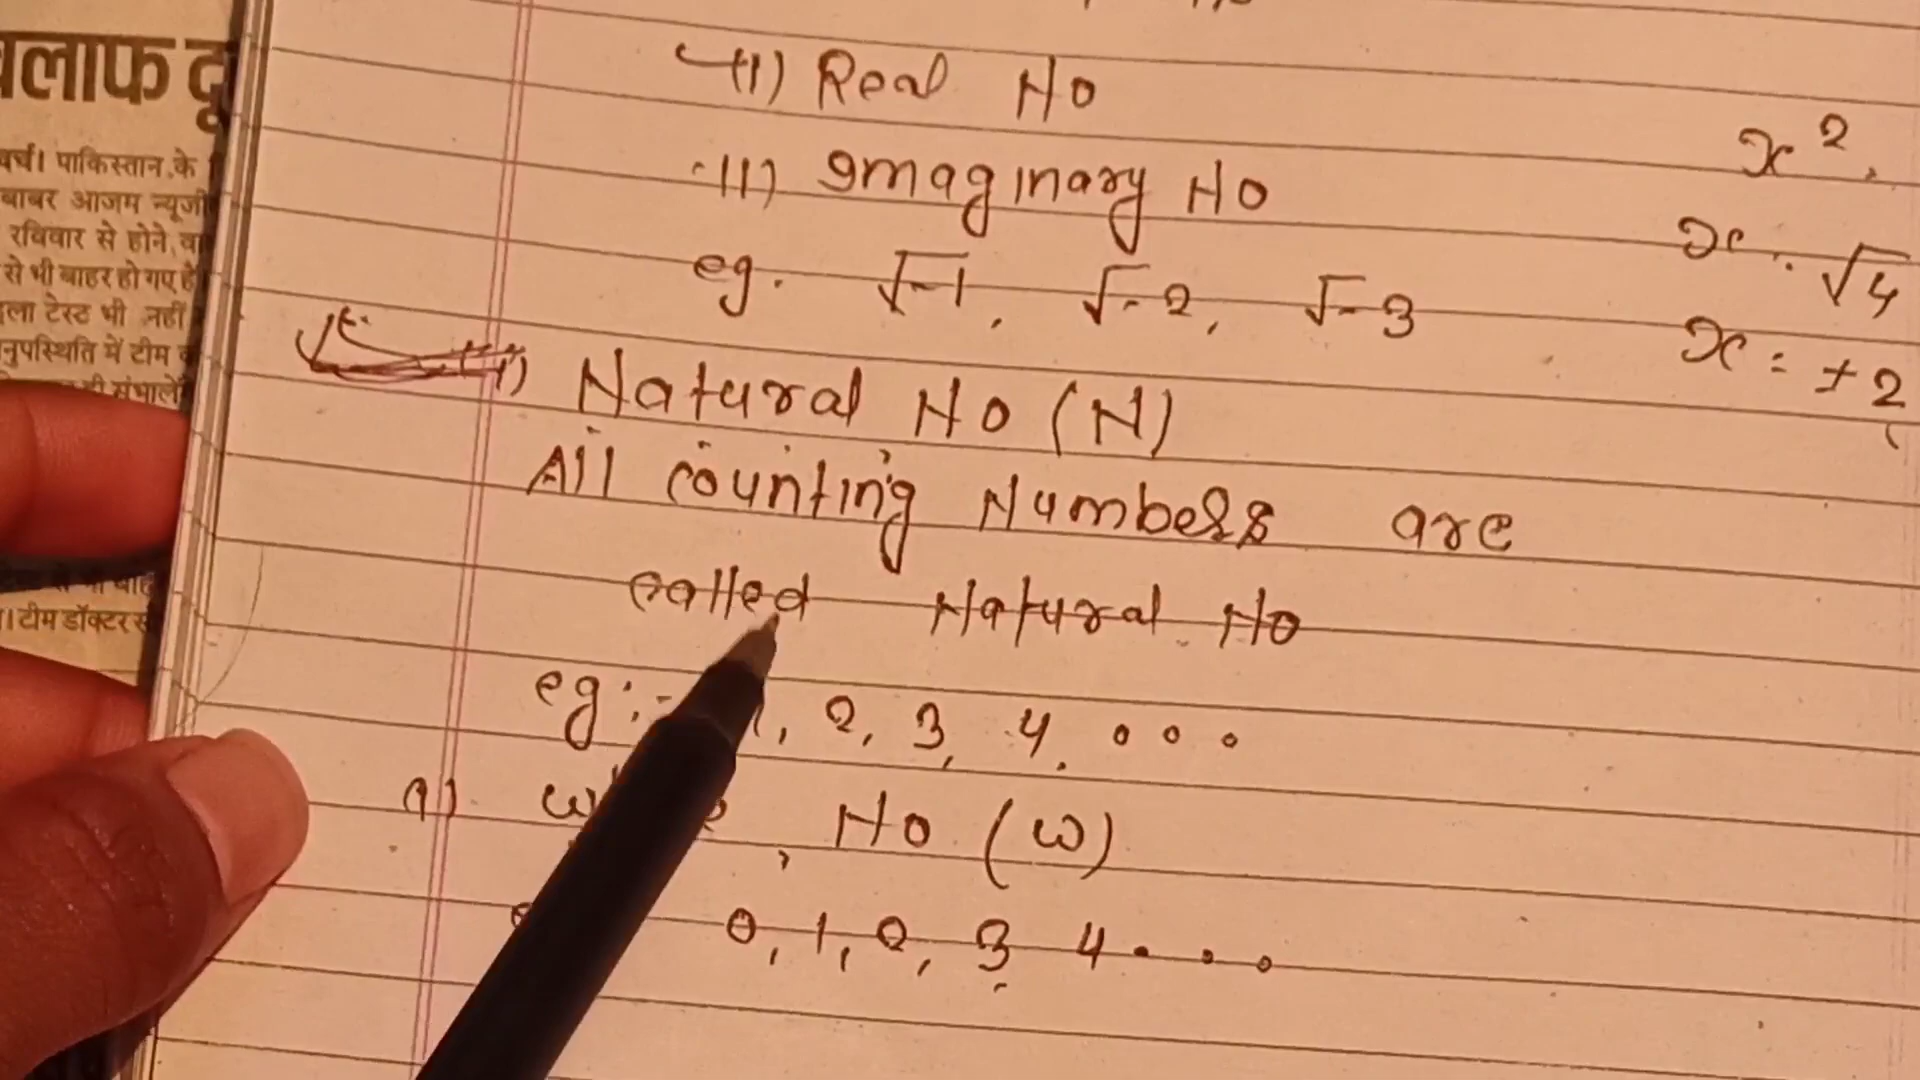 वलाफ दू
वर्च। पाकिस्तान के
बाबर आजम न्यूजी
रविवार से होने वा
से भी बाहर हो गए है
ला टेस्ट भी नहीं
नुपस्थिति में टीम
संभाले
। टीम डॉक्टर
(I) Real No
(II) Imaginary No
eg. √-1, √-2, √-3
x²
x √4
x = ±2
(1) Natural No (N)
All counting Numbers are
called Natural No
eg:- 1, 2, 3, 4, ...
No (W)
0, 1, 2, 3 4 ...